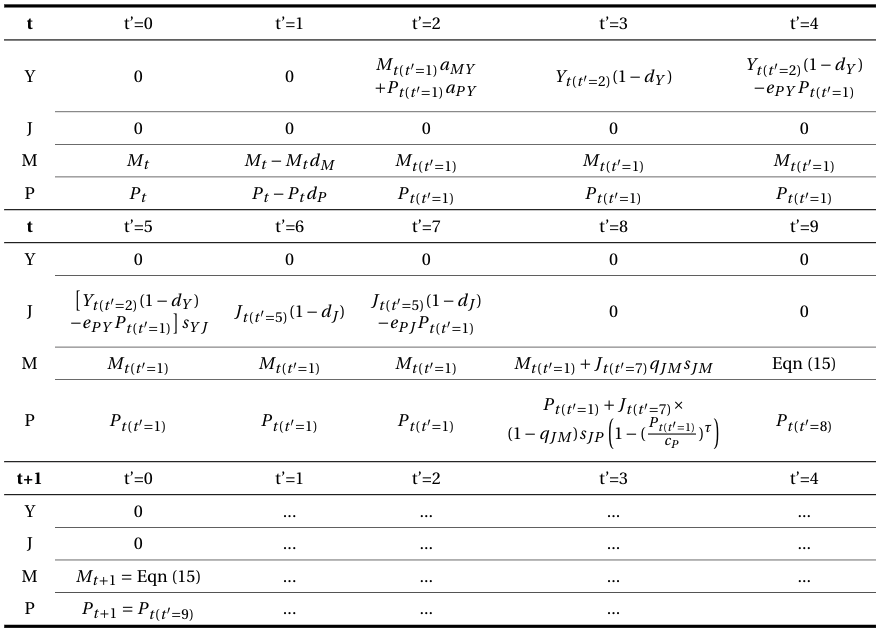 t t'=0 t'=1 t'=2 t'=3 t'=4
Y 0 0 M_{t(t'=1)} a_{MY} + P_{t(t'=1)} a_{PY} Y_{t(t'=2)}(1 − d_Y) Y_{t(t'=2)}(1 − d_Y) − e_{PY} P_{t(t'=1)}
J 0 0 0 0 0
M M_t M_t − M_t d_M M_{t(t'=1)} M_{t(t'=1)} M_{t(t'=1)}
P P_t P_t − P_t d_P P_{t(t'=1)} P_{t(t'=1)} P_{t(t'=1)}
t t'=5 t'=6 t'=7 t'=8 t'=9
Y 0 0 0 0 0
J [Y_{t(t'=2)}(1 − d_Y) − e_{PY} P_{t(t'=1)}] s_{YJ} J_{t(t'=5)}(1 − d_J) J_{t(t'=5)}(1 − d_J) − e_{PJ} P_{t(t'=1)} 0 0
M M_{t(t'=1)} M_{t(t'=1)} M_{t(t'=1)} M_{t(t'=1)} + J_{t(t'=7)} q_{JM} s_{JM} Eqn (15)
P P_{t(t'=1)} P_{t(t'=1)} P_{t(t'=1)} P_{t(t'=1)} + J_{t(t'=7)} × (1 − q_{JM}) s_{JP} (1 − (P_{t(t'=1)}/c_P)^τ) P_{t(t'=8)}
t+1 t'=0 t'=1 t'=2 t'=3 t'=4
Y 0 ... ... ... ...
J 0 ... ... ... ...
M M_{t+1} = Eqn (15) ... ... ... ...
P P_{t+1} = P_{t(t'=9)} ... ... ...